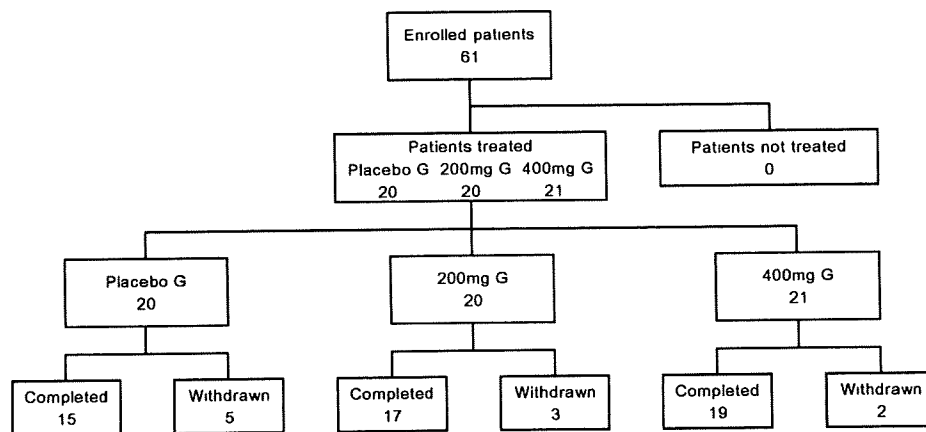 Enrolled patients
61
Patients treated
Placebo G 200mg G 400mg G
20 20 21
Patients not treated
0
Placebo G
20
200mg G
20
400mg G
21
Completed
15
Withdrawn
5
Completed
17
Withdrawn
3
Completed
19
Withdrawn
2